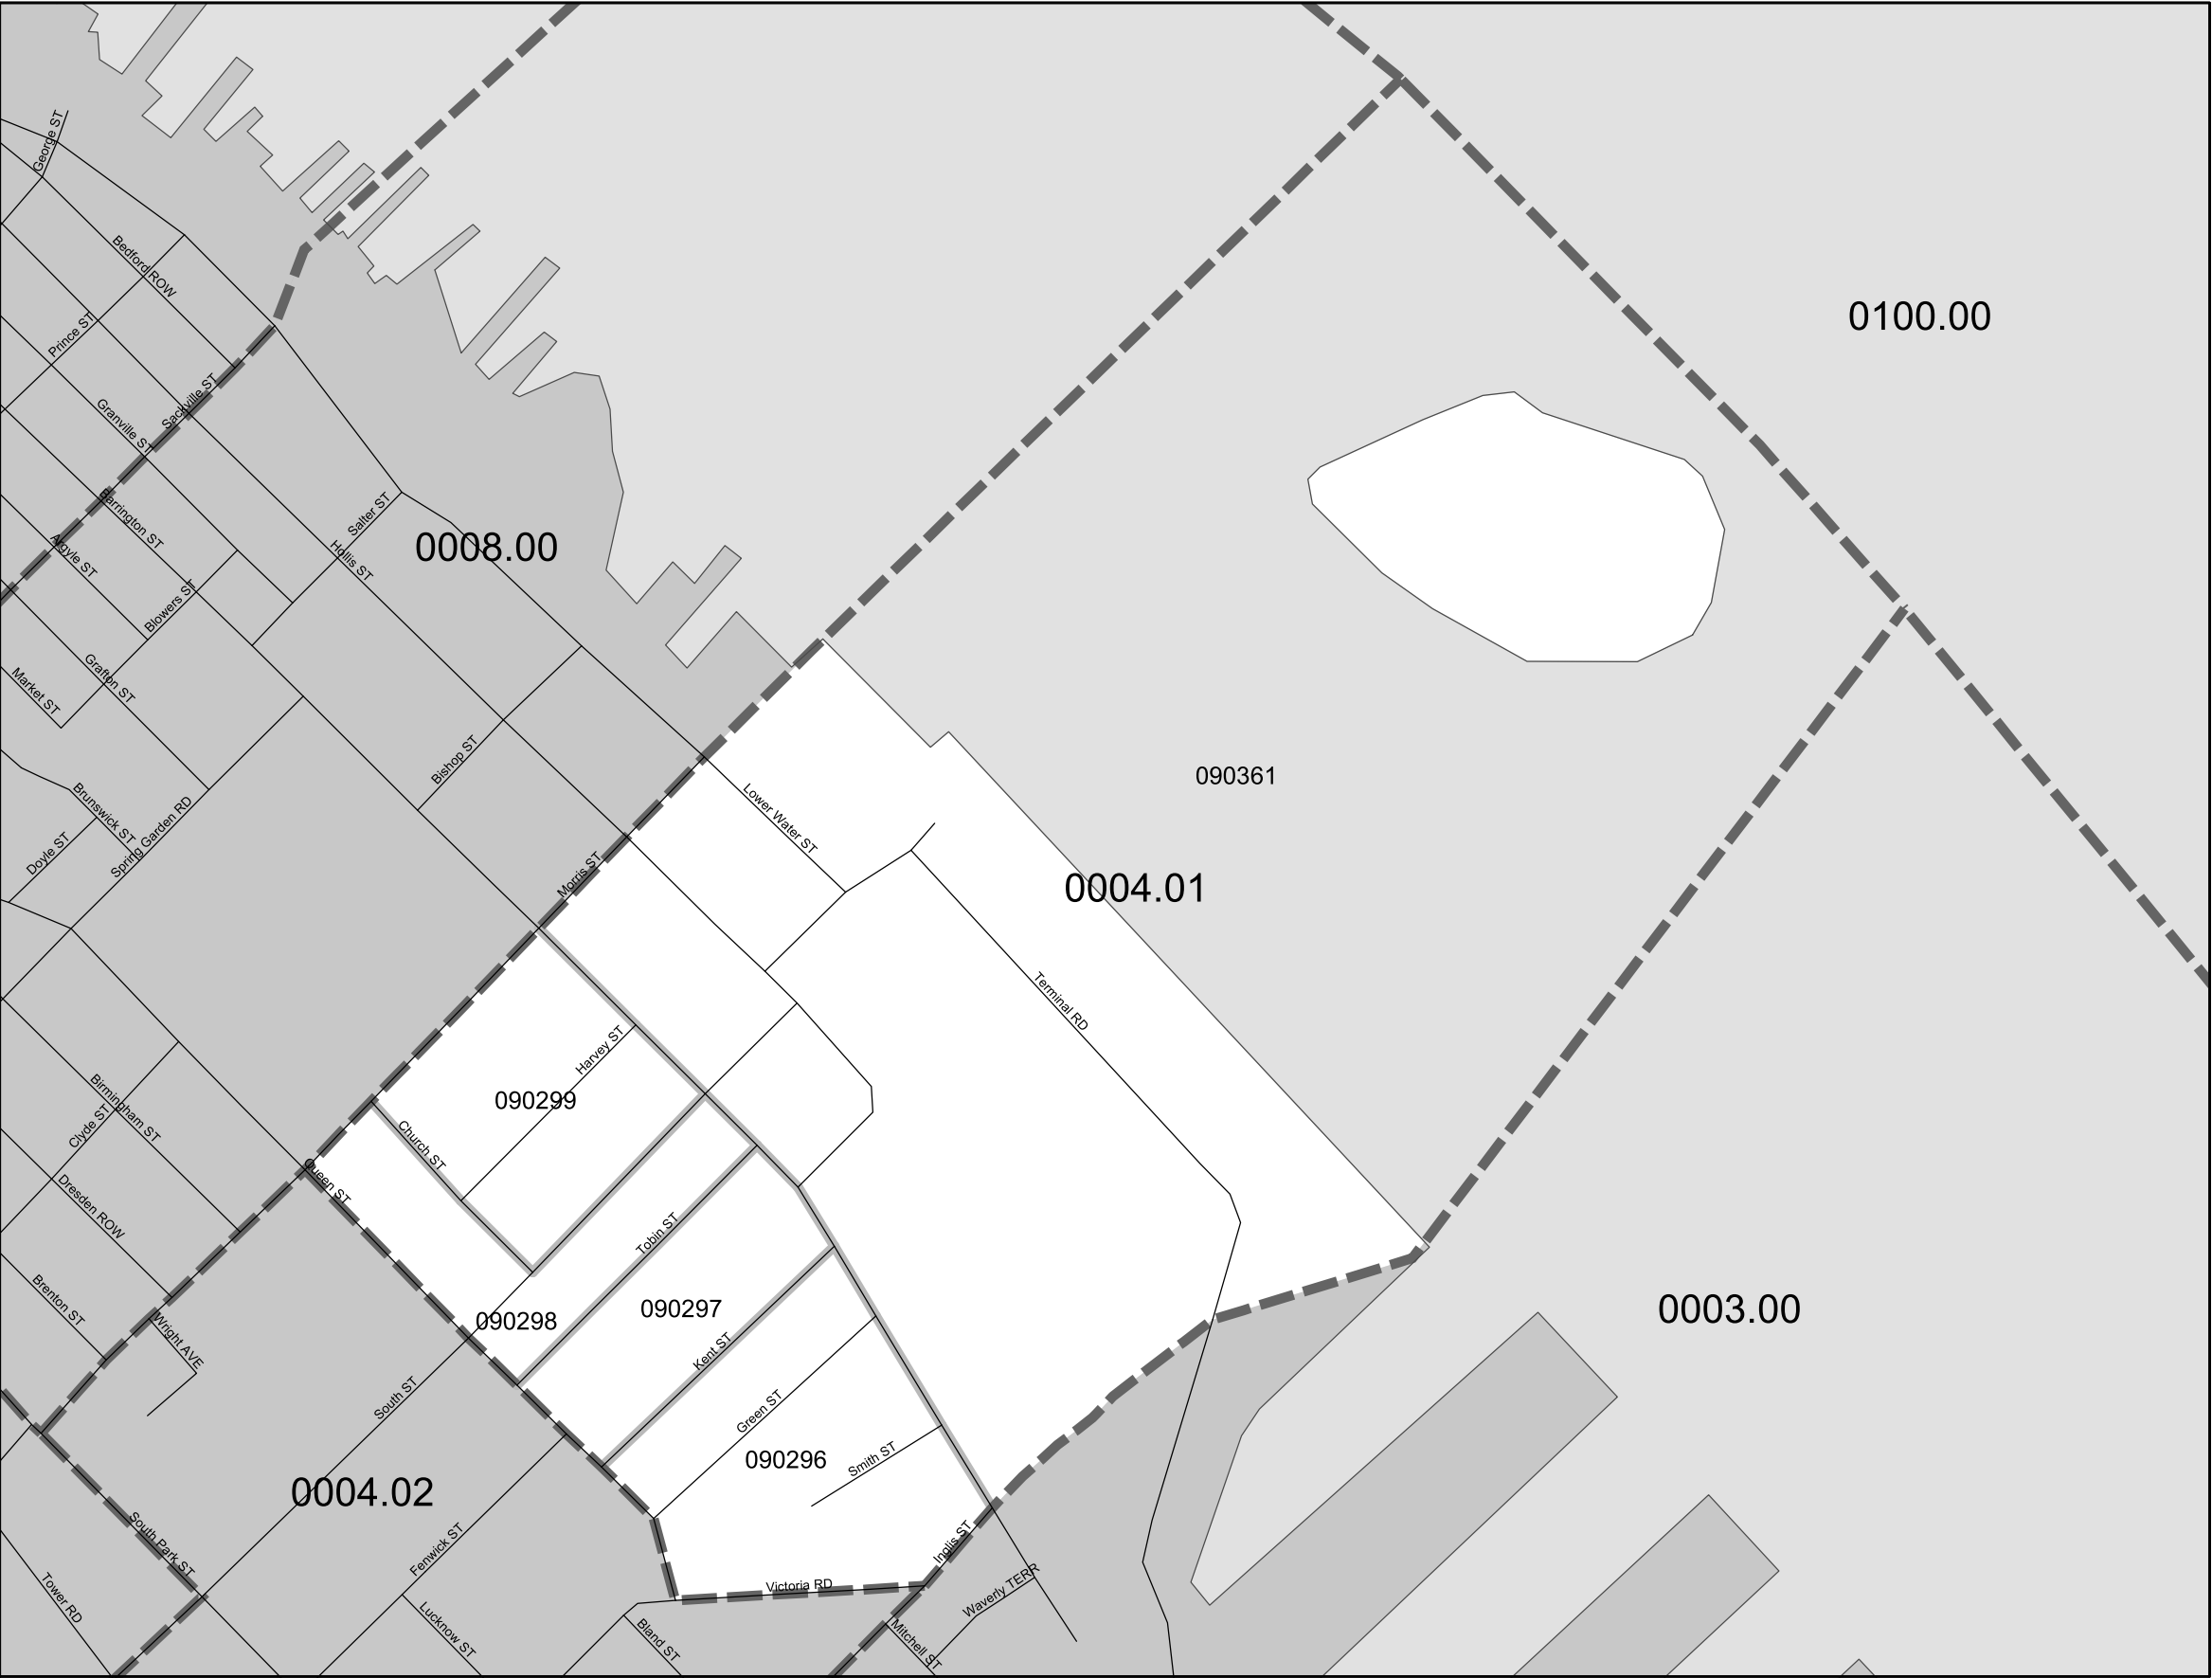 George ST
Bedford ROW
Prince ST
0100.00
Sackville ST
Granville ST
Barrington ST
Salter ST
0008.00
Hollis ST
Argyle ST
Blowers ST
Grafton ST
Market ST
Bishop ST
090361
Lower Water ST
Brunswick ST
Spring Garden RD
Doyle ST
Morris ST
0004.01
Terminal RD
Harvey ST
090299
Birmingham ST
Clyde ST
Church ST
Queen ST
Dresden ROW
Tobin ST
Brenton ST
090298
090297
0003.00
Wright AVE
Kent ST
South ST
Green ST
090296
Smith ST
0004.02
South Park ST
Fenwick ST
Inglis ST
Victoria RD
Waverly TERR
Tower RD
Lucknow ST
Bland ST
Mitchell ST